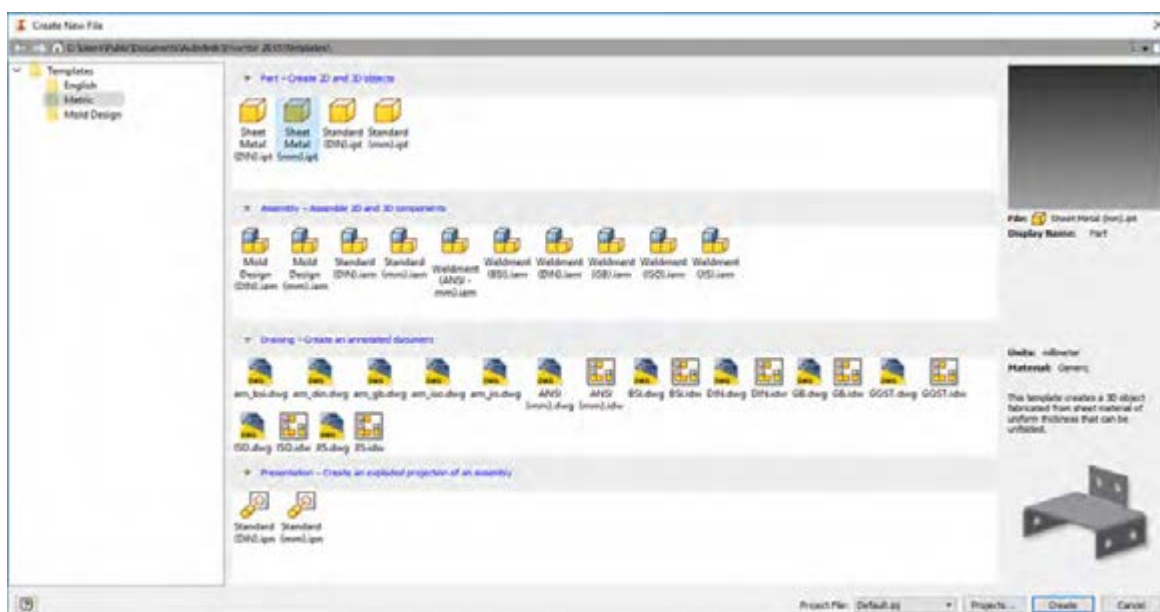 Create New File
Templates
English
Metric
Mold Design
Part - Create 2D and 3D objects
Sheet Metal (DIN).ipt
Sheet Metal (mm).ipt
Standard (DIN).ipt
Standard (mm).ipt
Assembly - Assemble 2D and 3D components
Mold Design (DIN).iam
Mold Design (mm).iam
Standard (DIN).iam
Standard (mm).iam
Weldment (ANSI - mm).iam
Weldment (BSI).iam
Weldment (DIN).iam
Weldment (GB).iam
Weldment (ISO).iam
Weldment (JIS).iam
Drawing - Create an annotated document
am_bsi.dwg
am_din.dwg
am_gb.dwg
am_iso.dwg
am_jis.dwg
ANSI (mm).dwg
ANSI (mm).idw
BSI.dwg
BSI.idw
DIN.dwg
DIN.idw
GB.dwg
GB.idw
GOST.dwg
GOST.idw
ISO.dwg
ISO.idw
JIS.dwg
JIS.idw
Presentation - Create an exploded projection of an assembly
Standard (DIN).ipn
Standard (mm).ipn
File: Sheet Metal (mm).ipt
Display Name: Part
Units: millimeter
Material: Generic
This template creates a 3D object
fabricated from sheet material of
uniform thickness that can be
unfolded.
Project File: Default.ipj
Projects...
Create
Cancel